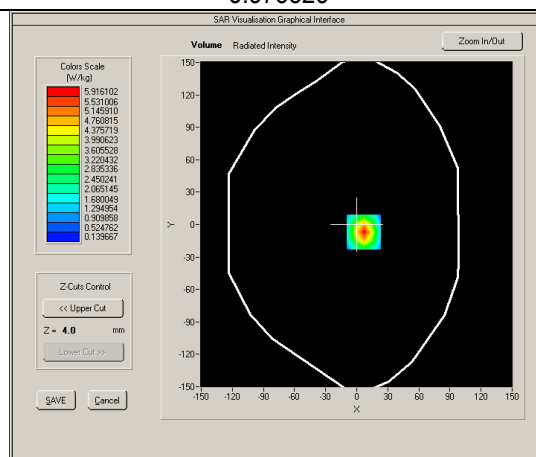 SAR Visualisation Graphical Interface
Volume Radiated Intensity
Zoom In/Out
Colors Scale
(W/kg)
5.916102
5.531006
5.145910
4.760815
4.375719
3.990623
3.605528
3.220432
2.835336
2.450241
2.065145
1.680049
1.294954
0.909858
0.524762
0.139667
Z-Cuts Control
<< Upper Cut
Z = 4.0 mm
Lower Cut >>
SAVE Cancel
150
120
90
60
30
0
-30
-60
-90
-120
-150
Y
-150 -120 -90 -60 -30 0 30 60 90 120 150
X